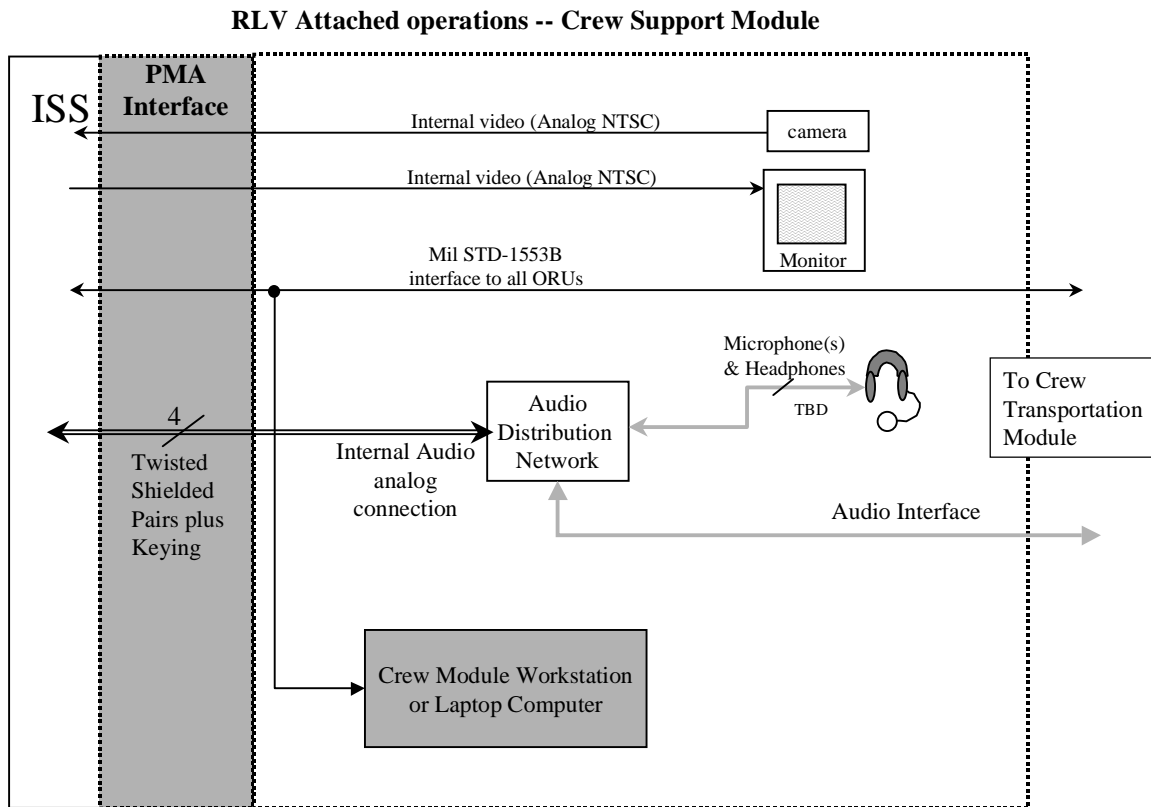 RLV Attached operations -- Crew Support Module
PMA
Interface
ISS
Internal video (Analog NTSC)
camera
Internal video (Analog NTSC)
Monitor
Mil STD-1553B
interface to all ORUs
Microphone(s)
& Headphones
TBD
To Crew
Transportation
Module
4
Twisted
Shielded
Pairs plus
Keying
Internal Audio
analog
connection
Audio
Distribution
Network
Audio Interface
Crew Module Workstation
or Laptop Computer